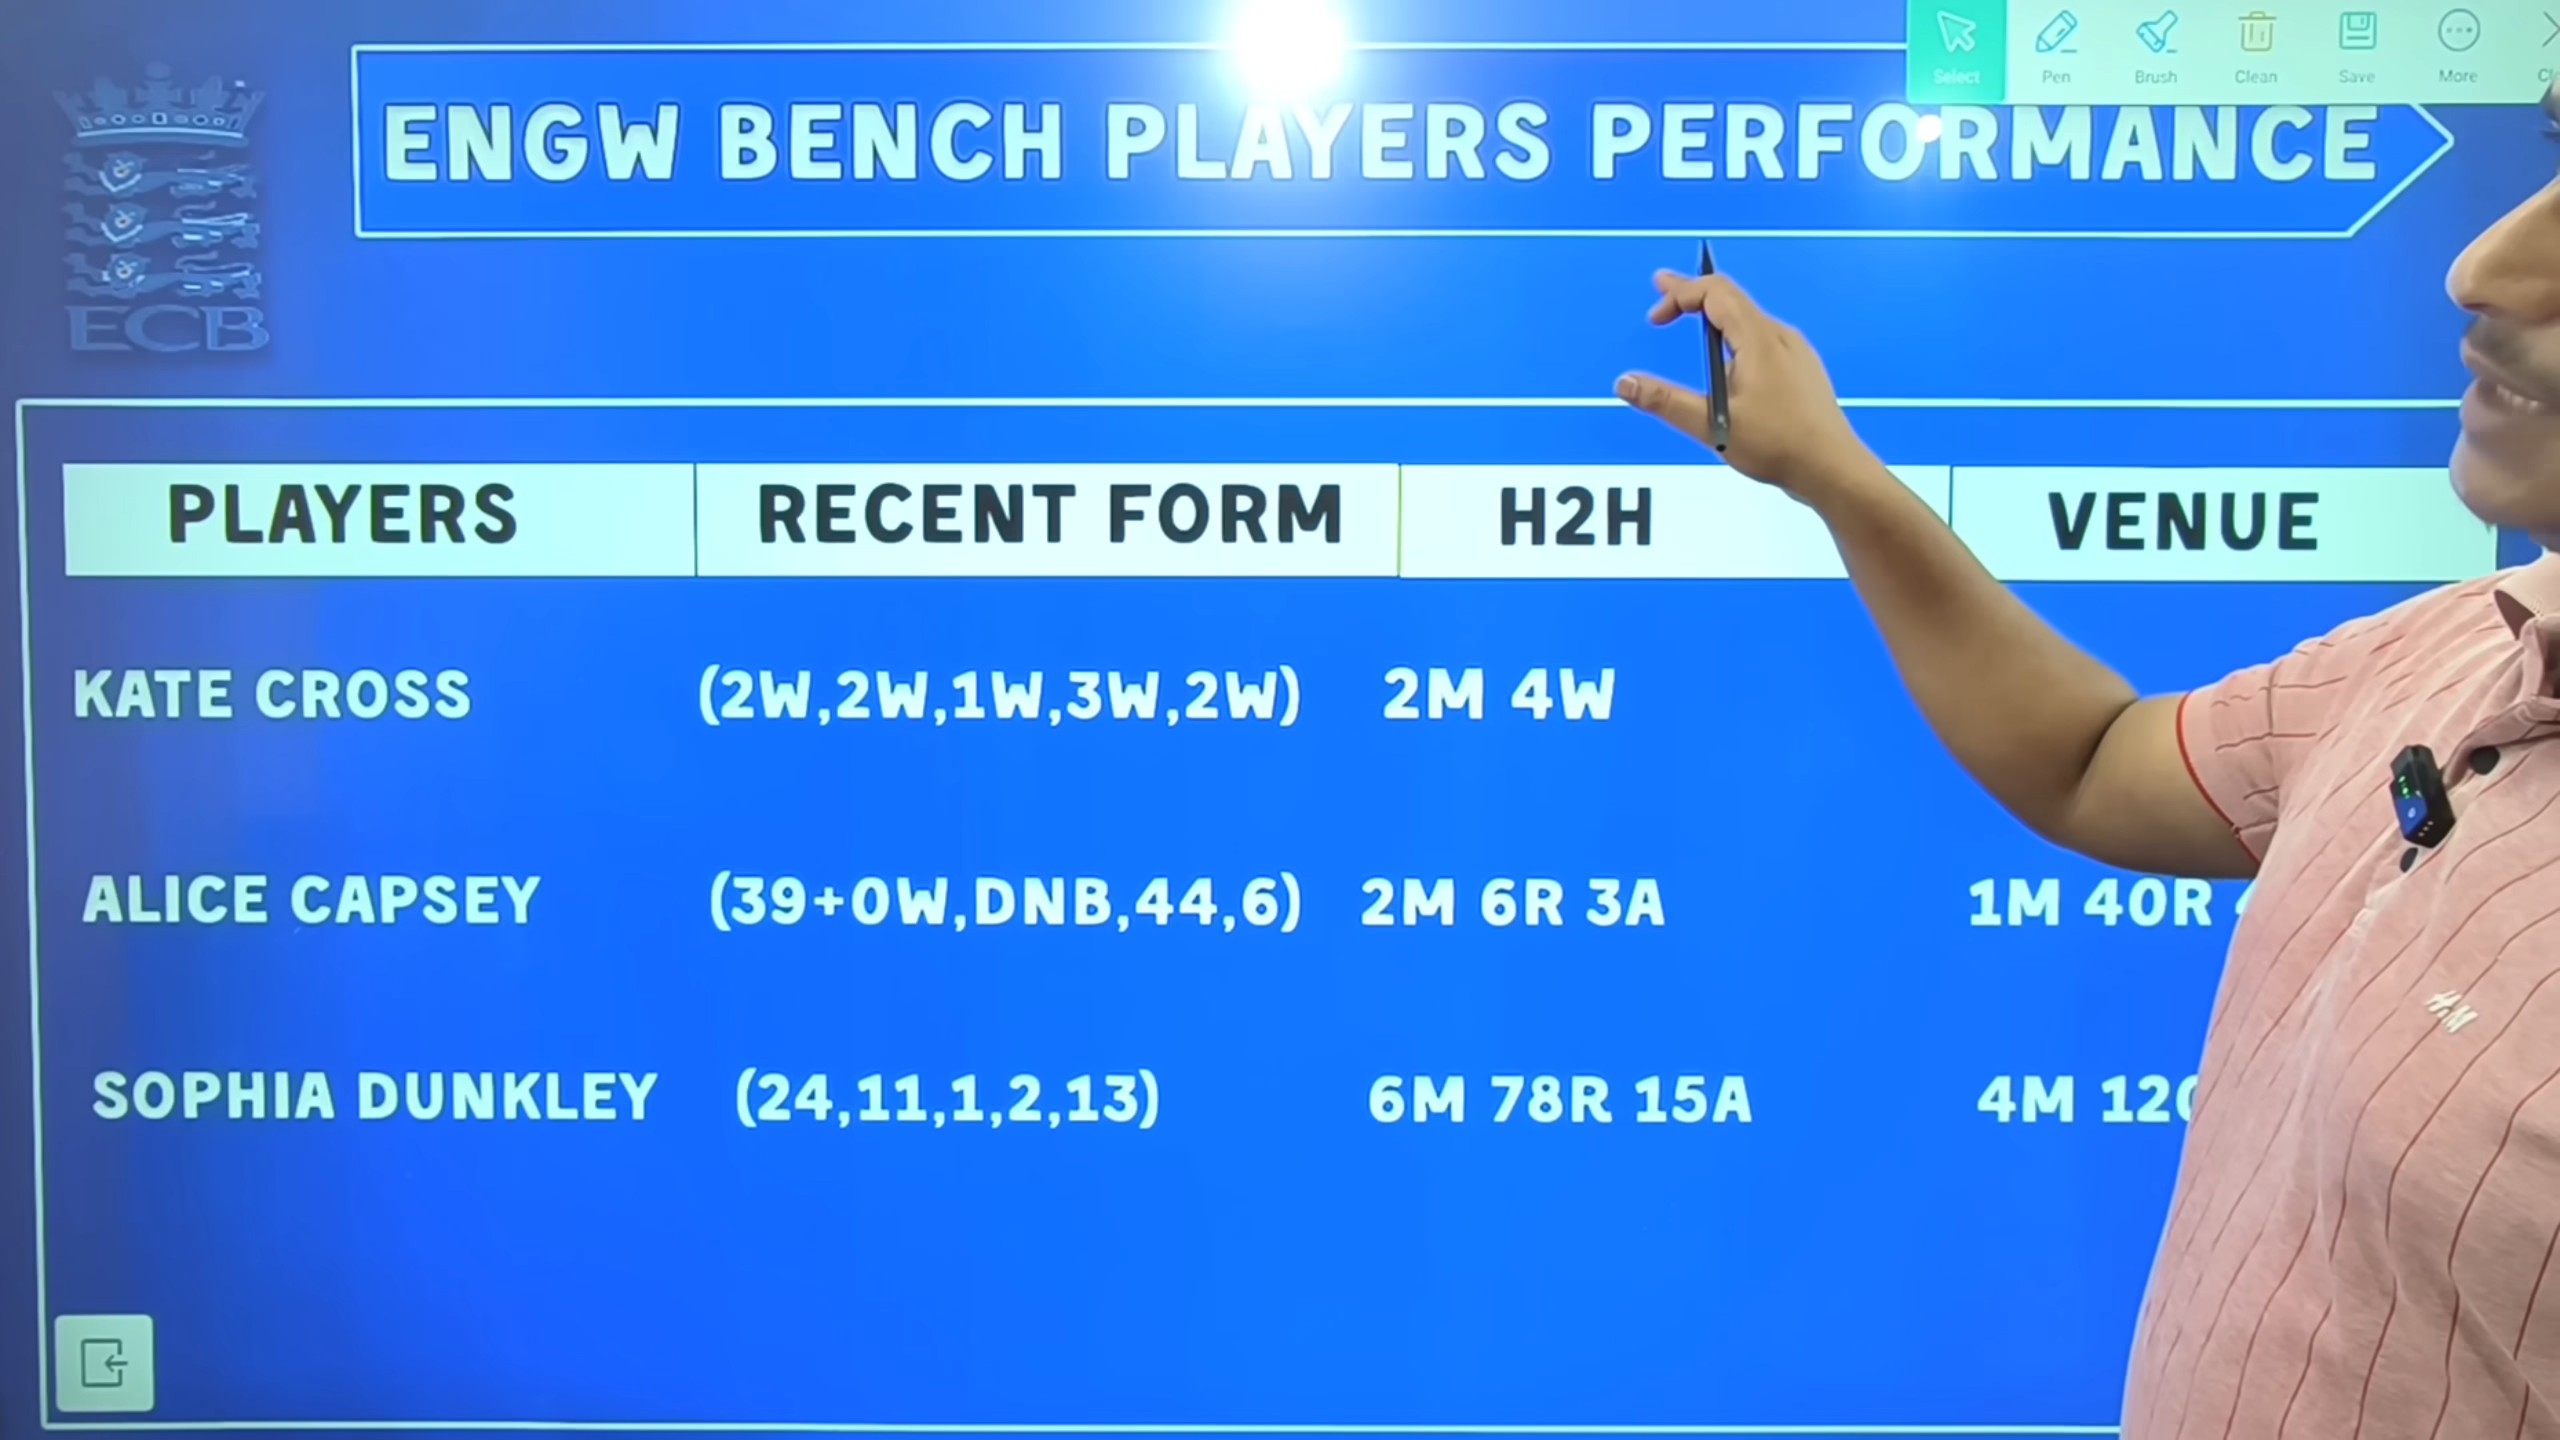 Select Pen Brush Clean Save More
ENGW BENCH PLAYERS PERFORMANCE
ECB
PLAYERS RECENT FORM H2H VENUE
KATE CROSS (2W,2W,1W,3W,2W) 2M 4W
ALICE CAPSEY (39+0W,DNB,44,6) 2M 6R 3A 1M 40R
SOPHIA DUNKLEY (24,11,1,2,13) 6M 78R 15A 4M
H&M